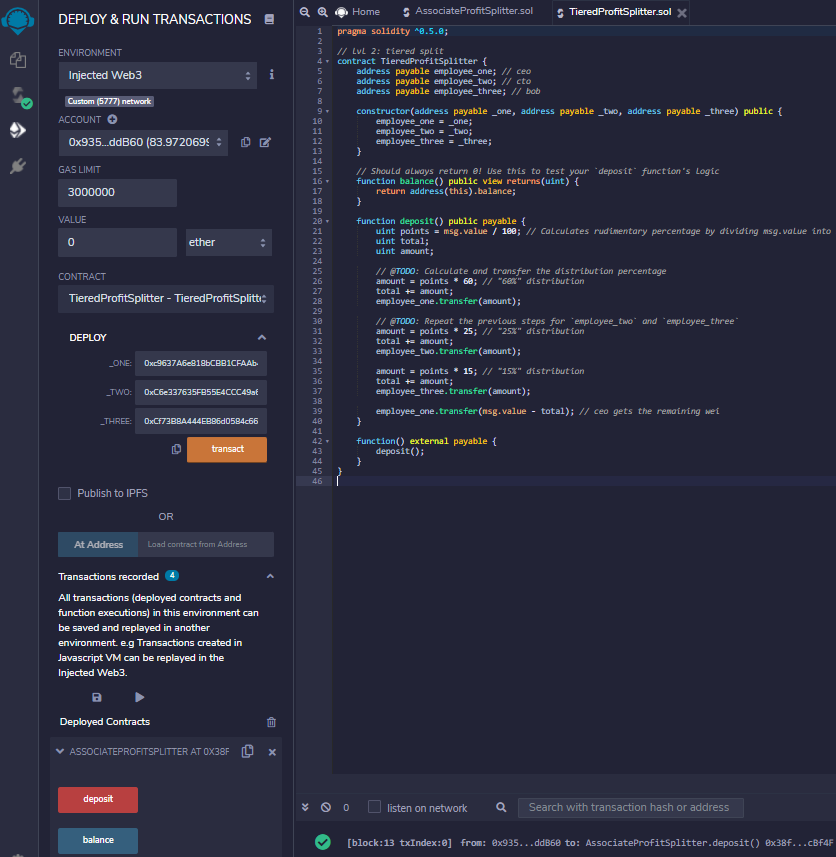 DEPLOY & RUN TRANSACTIONS
ENVIRONMENT
Injected Web3
Custom (5777) network
ACCOUNT
0x935...ddB60 (83.9720699
GAS LIMIT
3000000
VALUE
0
ether
CONTRACT
TieredProfitSplitter - TieredProfitSplitte
DEPLOY
_ONE:
0xc9637A6e818bCBB1CFAAb
_TWO:
0xC6e337635FB55E4CCC49a6
_THREE:
0xCf73B8A444EB86d0584c66
transact
Publish to IPFS
OR
At Address
Load contract from Address
Transactions recorded 4
All transactions (deployed contracts and
function executions) in this environment can
be saved and replayed in another
environment. e.g Transactions created in
Javascript VM can be replayed in the
Injected Web3.
Deployed Contracts
ASSOCIATEPROFITSPLITTER AT 0X38F
deposit
balance
Home
AssociateProfitSplitter.sol
TieredProfitSplitter.sol
1 pragma solidity ^0.5.0;
2
3 // lvl 2: tiered split
4 contract TieredProfitSplitter {
5 address payable employee_one; // ceo
6 address payable employee_two; // cto
7 address payable employee_three; // bob
8
9 constructor(address payable _one, address payable _two, address payable _three) public {
10 employee_one = _one;
11 employee_two = _two;
12 employee_three = _three;
13 }
14
15 // Should always return 0! Use this to test your `deposit` function's logic
16 function balance() public view returns(uint) {
17 return address(this).balance;
18 }
19
20 function deposit() public payable {
21 uint points = msg.value / 100; // Calculates rudimentary percentage by dividing msg.value into
22 uint total;
23 uint amount;
24
25 // @TODO: Calculate and transfer the distribution percentage
26 amount = points * 60; // "60%" distribution
27 total += amount;
28 employee_one.transfer(amount);
29
30 // @TODO: Repeat the previous steps for `employee_two` and `employee_three`
31 amount = points * 25; // "25%" distribution
32 total += amount;
33 employee_two.transfer(amount);
34
35 amount = points * 15; // "15%" distribution
36 total += amount;
37 employee_three.transfer(amount);
38
39 employee_one.transfer(msg.value - total); // ceo gets the remaining wei
40 }
41
42 function() external payable {
43 deposit();
44 }
45 }
46
0
listen on network
Search with transaction hash or address
[block:13 txIndex:0] from: 0x935...ddB60 to: AssociateProfitSplitter.deposit() 0x38f...cBf4F